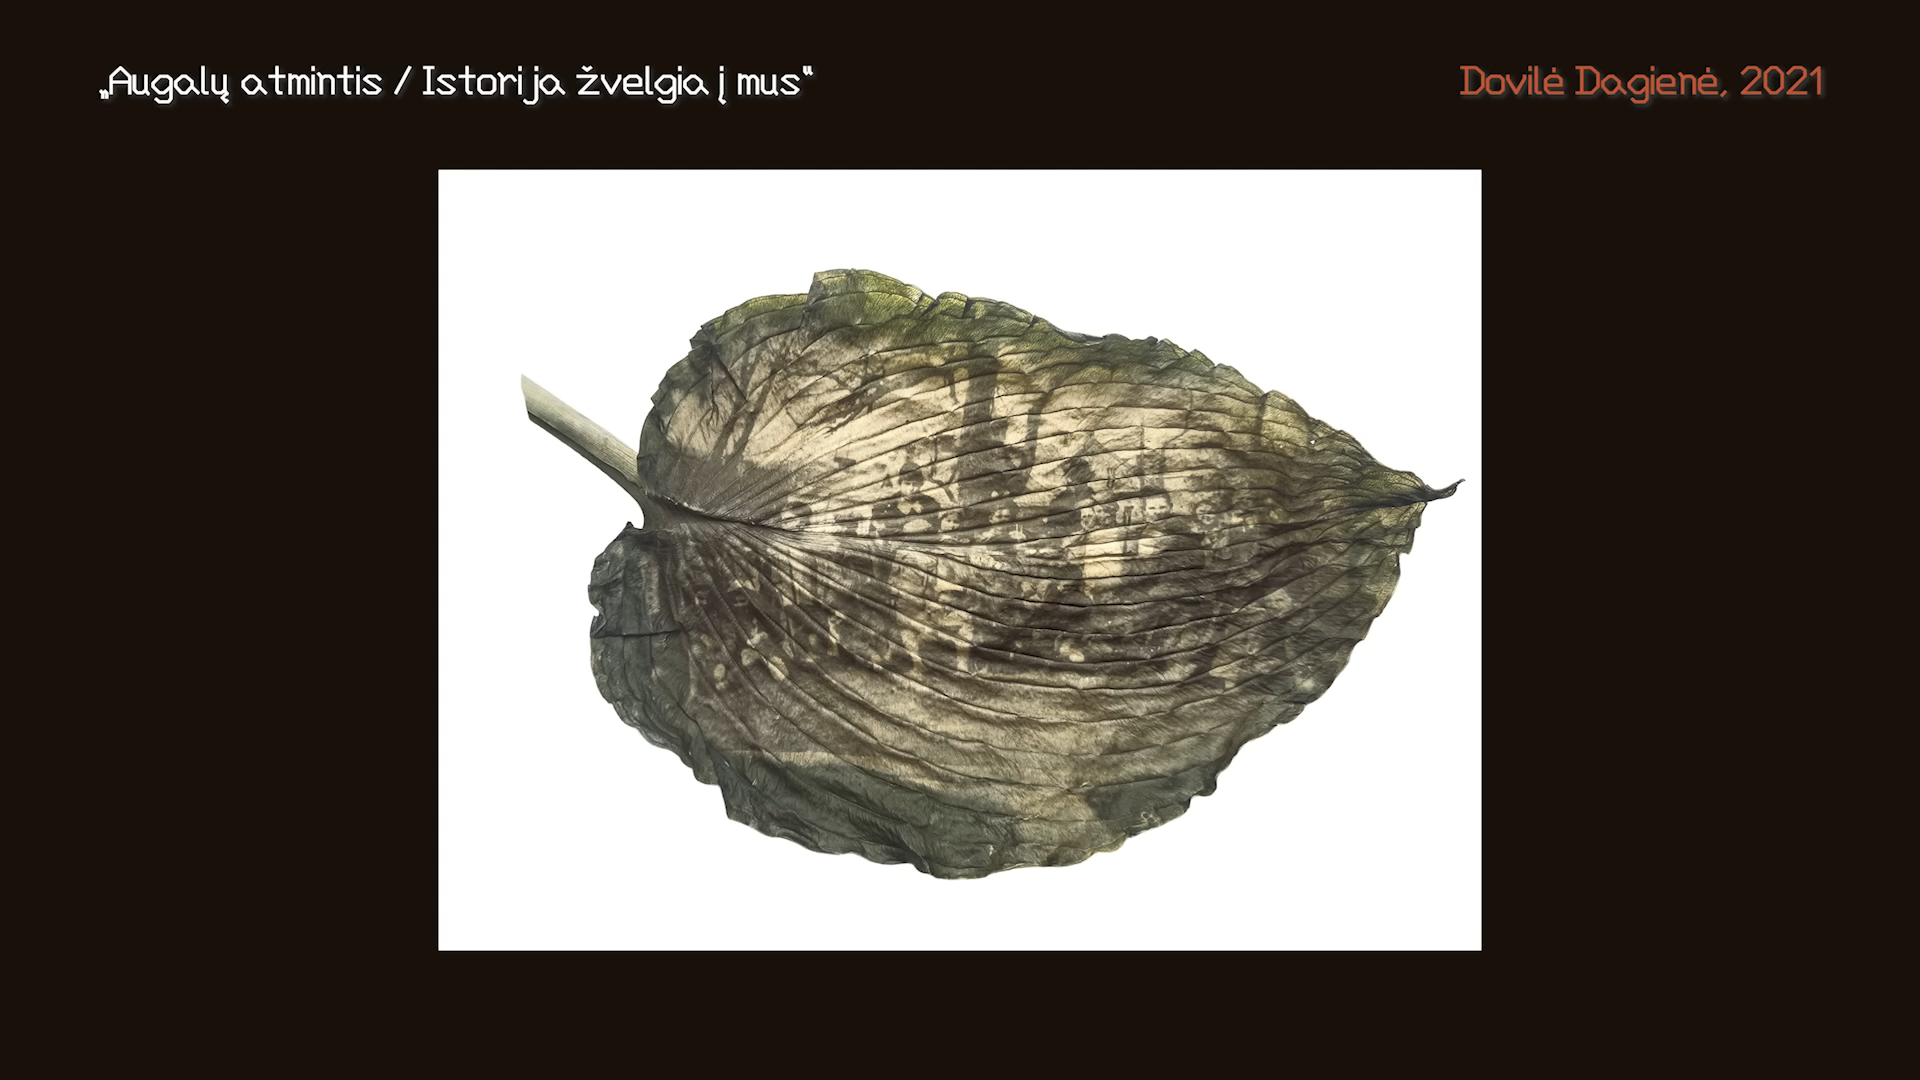 „Augalų atmintis / Istorija žvelgia į mus“
Dovilė Dagienė, 2021